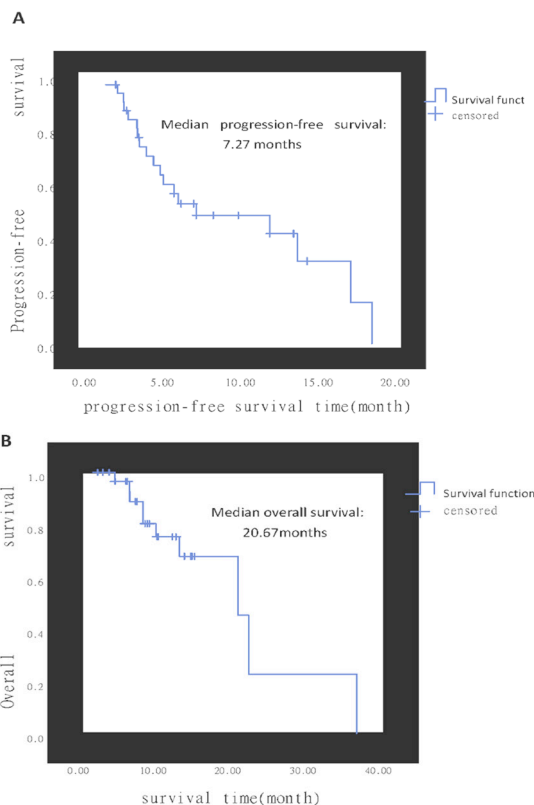 A
survival
Progression-free
1.0
0.8
0.6
0.4
0.2
0.0
Median progression-free survival:
7.27 months
Survival funct
censored
0.00 5.00 10.00 15.00 20.00
progression-free survival time(month)
B
survival
Overall
1.0
0.8
0.6
0.4
0.2
0.0
Median overall survival:
20.67months
Survival function
censored
0.00 10.00 20.00 30.00 40.00
survival time(month)